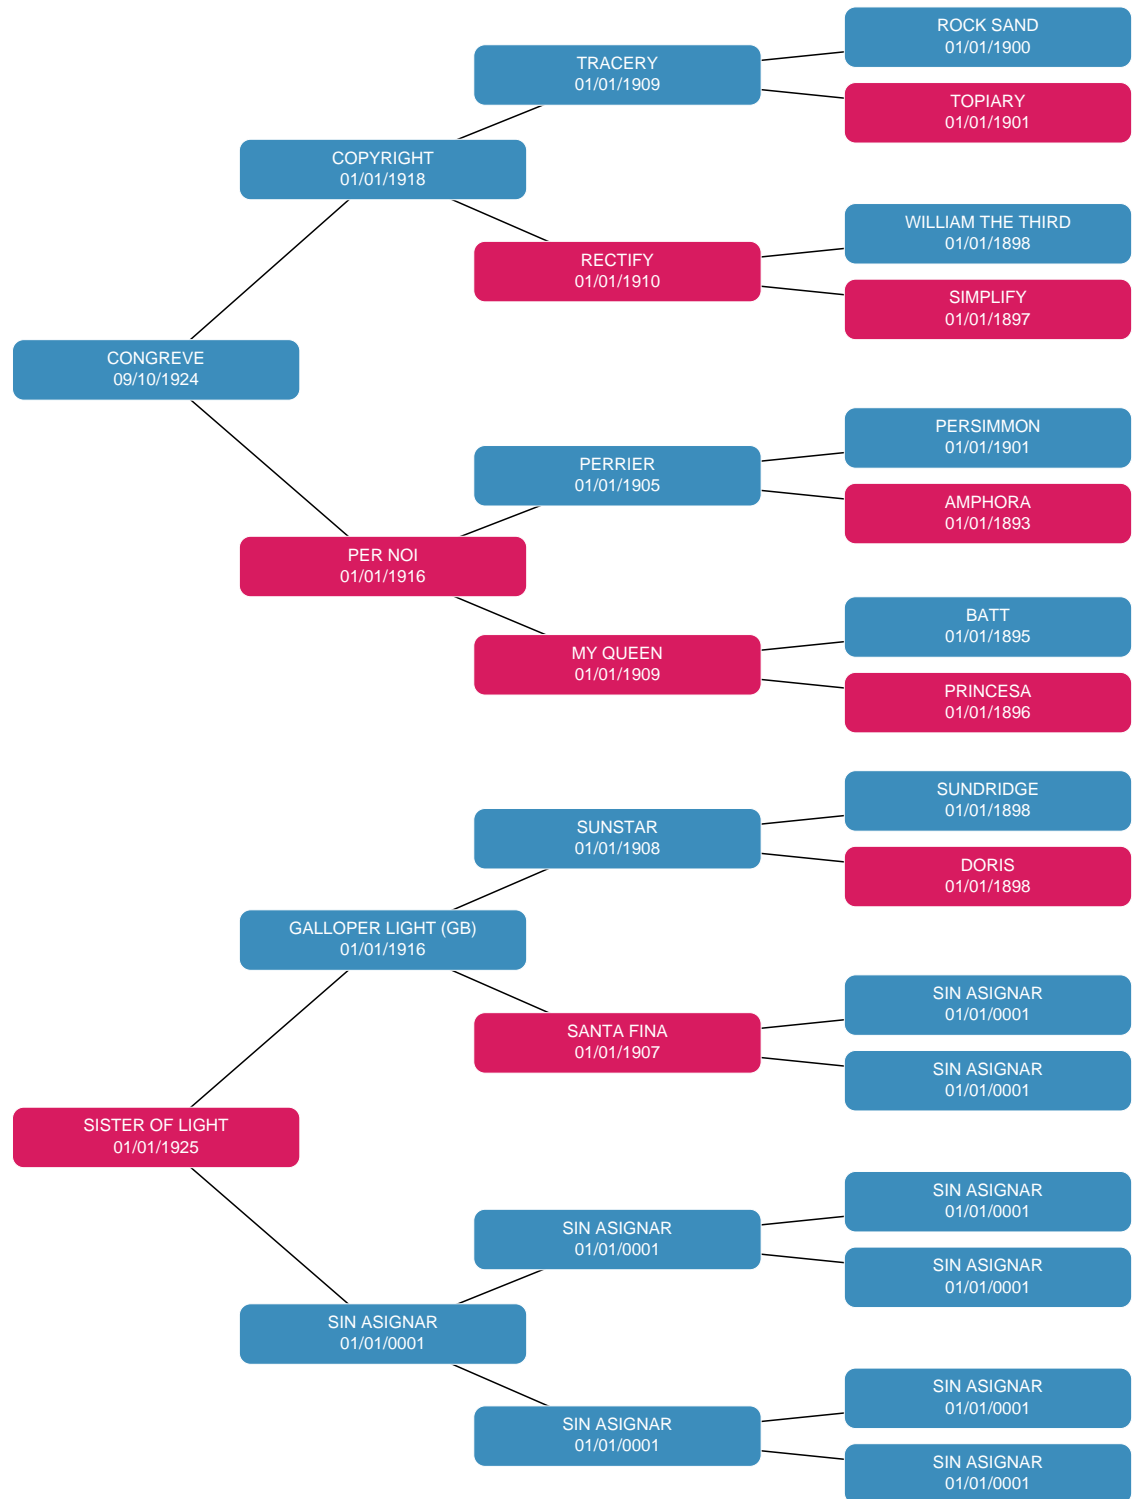 ROCK SAND
01/01/1900
TRACERY
01/01/1909
TOPIARY
01/01/1901
COPYRIGHT
01/01/1918
WILLIAM THE THIRD
01/01/1898
RECTIFY
01/01/1910
SIMPLIFY
01/01/1897
CONGREVE
09/10/1924
PERSIMMON
01/01/1901
PERRIER
01/01/1905
AMPHORA
01/01/1893
PER NOI
01/01/1916
BATT
01/01/1895
MY QUEEN
01/01/1909
PRINCESA
01/01/1896
SUNDRIDGE
01/01/1898
SUNSTAR
01/01/1908
DORIS
01/01/1898
GALLOPER LIGHT (GB)
01/01/1916
SIN ASIGNAR
01/01/0001
SANTA FINA
01/01/1907
SIN ASIGNAR
01/01/0001
SISTER OF LIGHT
01/01/1925
SIN ASIGNAR
01/01/0001
SIN ASIGNAR
01/01/0001
SIN ASIGNAR
01/01/0001
SIN ASIGNAR
01/01/0001
SIN ASIGNAR
01/01/0001
SIN ASIGNAR
01/01/0001
SIN ASIGNAR
01/01/0001